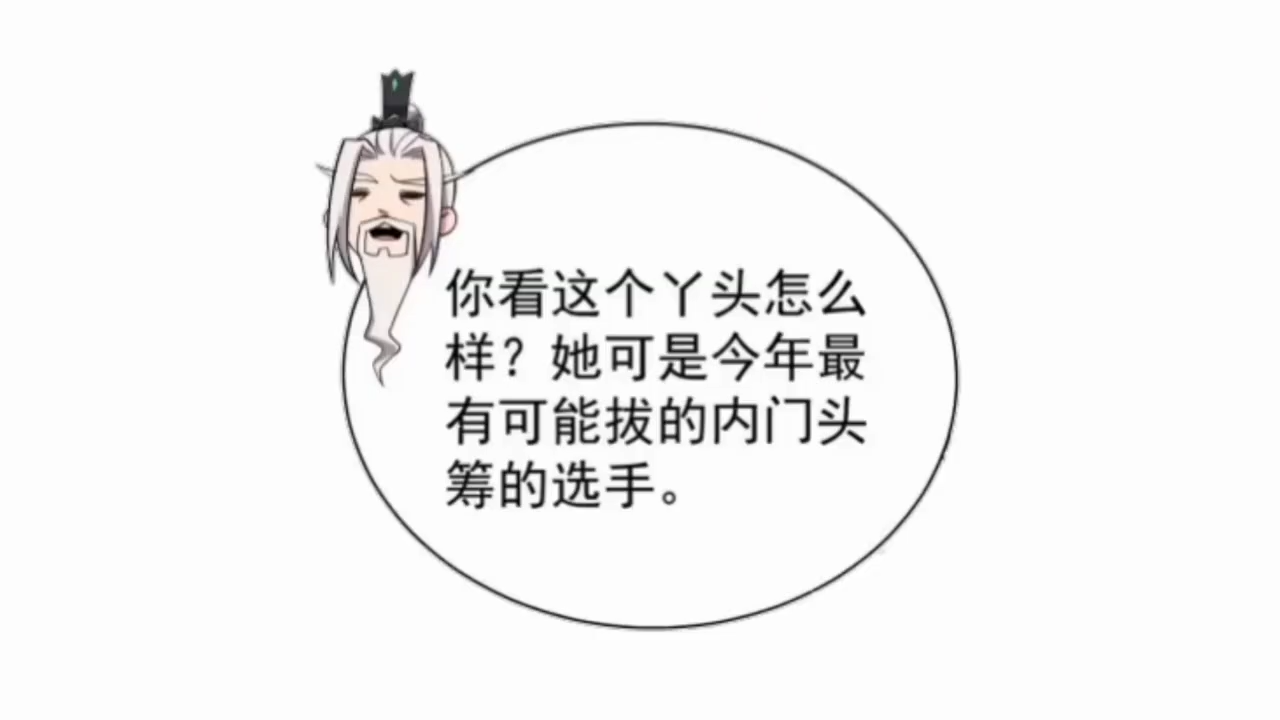 你看这个丫头怎么
样？她可是今年最
有可能拔的内门头
筹的选手。